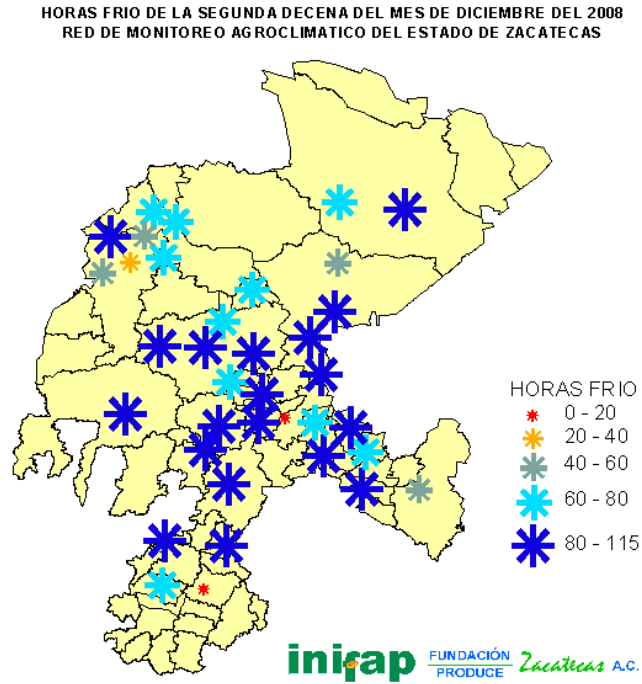 HORAS FRIO DE LA SEGUNDA DECENA DEL MES DE DICIEMBRE DEL 2008
RED DE MONITOREO AGROCLIMATICO DEL ESTADO DE ZACATECAS
HORAS FRIO
0 - 20
20 - 40
40 - 60
60 - 80
80 - 115
inifap
FUNDACIÓN
PRODUCE
Zacatecas A.C.